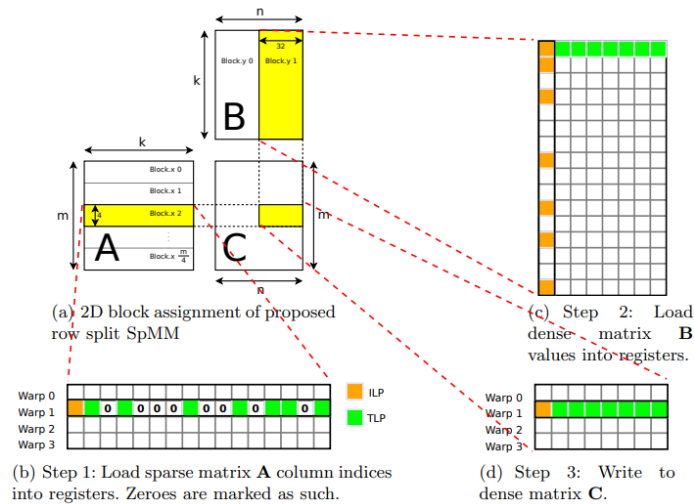 n
32
Block.y 0
Block.y 1
k
B
k
Block.x 0
Block.x 1
m
4
Block.x 2
m
A
C
Block.x m/4
n
(a) 2D block assignment of proposed
row split SpMM
(c) Step 2: Load
dense matrix B
values into registers.
Warp 0
Warp 1
Warp 2
Warp 3
0 0 0 0 0 0 0 0
ILP
TLP
Warp 0
Warp 1
Warp 2
Warp 3
(b) Step 1: Load sparse matrix A column indices
into registers. Zeroes are marked as such.
(d) Step 3: Write to
dense matrix C.